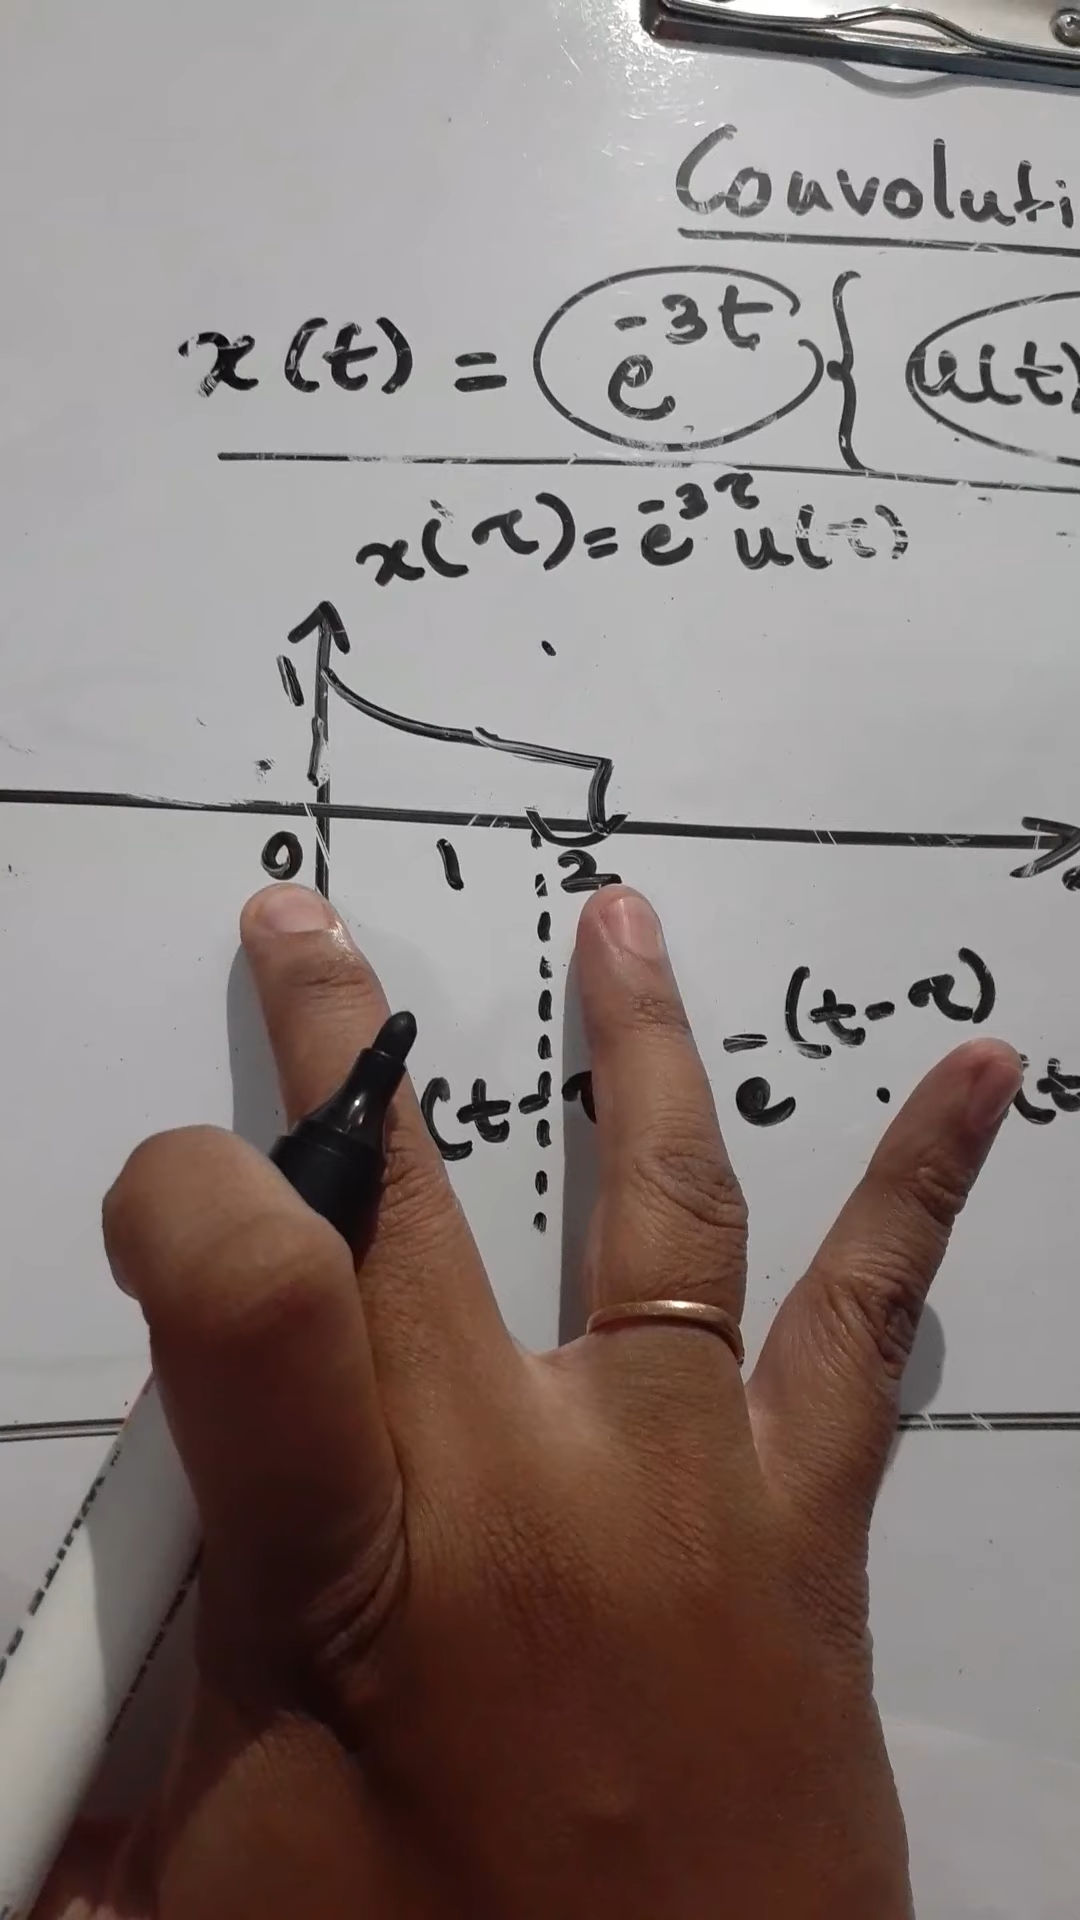 Convoluti
x(t) = e^-3t { u(t)
x(τ) = e^-3τ u(τ)
1
0 1 2
-(t-τ)
(t-τ e . (t